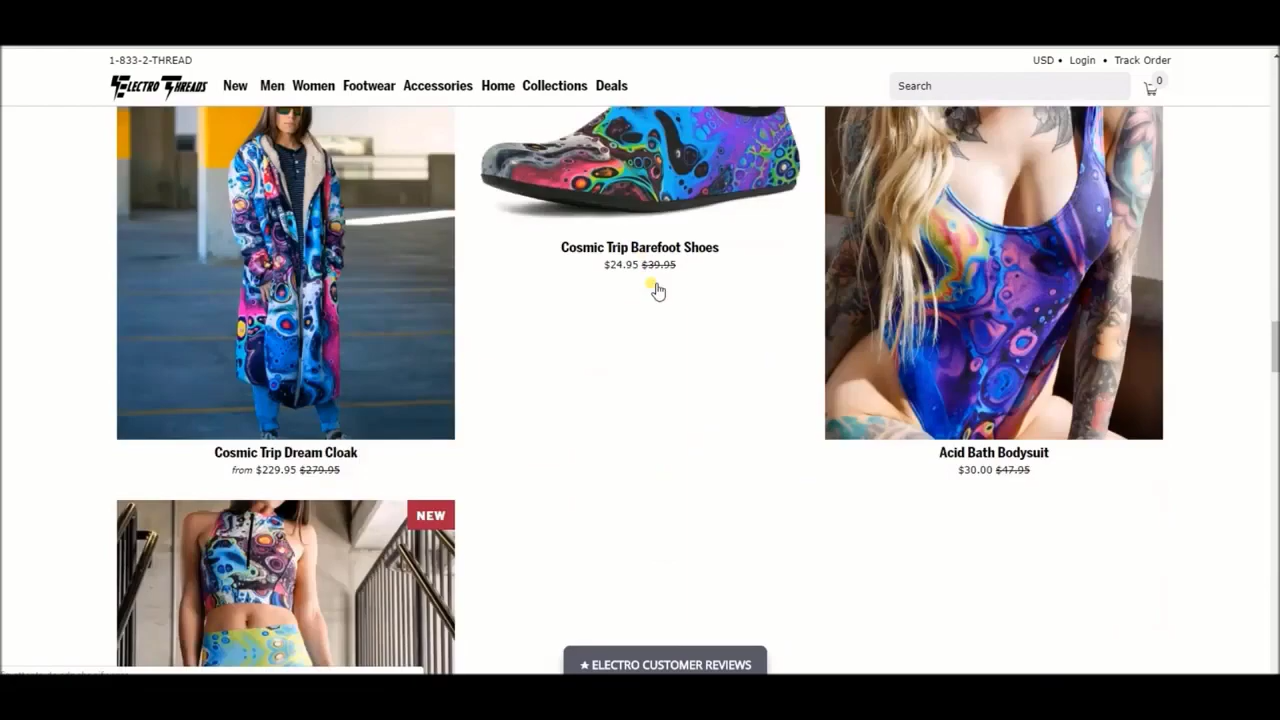 1-833-2-THREAD
USD • Login • Track Order
ELECTRO THREADS New Men Women Footwear Accessories Home Collections Deals Search 0
Cosmic Trip Barefoot Shoes
$24.95 $39.95
Cosmic Trip Dream Cloak
from $229.95 $279.95
Acid Bath Bodysuit
$30.00 $47.95
NEW
★ ELECTRO CUSTOMER REVIEWS